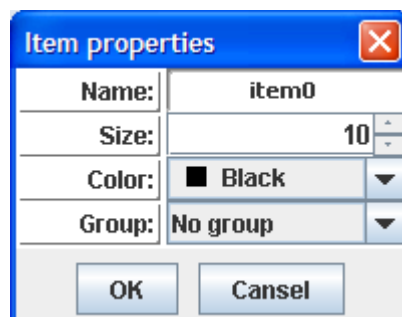 Item properties
Name: item0
Size: 10
Color: Black
Group: No group
OK Cansel